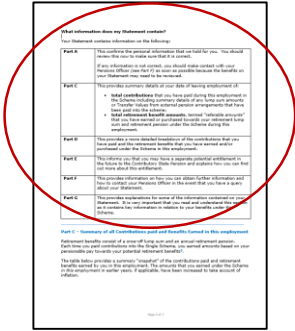 What information does my Statement contain?
Your Statement contains information on the following:
Part A
This confirms the personal information that we hold for you. You should
review this now to make sure that it is correct.
If any information is not correct, you should make contact with your
Pensions Officer (see Part F) as soon as possible because the benefits on
your Statement may need to be reviewed.
Part C
This provides summary details at your date of leaving employment of:
• total contributions that you have paid during this employment in
the Scheme including summary details of any lump sum amounts
or Transfer Values from external pension arrangements that have
been paid into the scheme;
• total retirement benefit amounts, termed "referable amounts"
that you have earned or purchased towards your retirement lump
sum and retirement pension under the Scheme during this
employment.
Part D
This provides a more detailed breakdown of the contributions that you
have paid and the retirement benefits that you have earned and/or
purchased under the Scheme in this employment.
Part E
This informs you that you may have a separate potential entitlement in
the future to the Contributory State Pension and explains how you can find
out more about this entitlement.
Part F
This provides information on how you can obtain further information and
how to contact your Pensions Officer in the event that you have a query
about your Statement.
Part G
This provides explanations for some of the information contained on your
Statement. It is very important that you read and understand this section
as it contains key information in relation to your benefits under the
Scheme.
Part C – Summary of all Contributions paid and Benefits Earned in this employment
Retirement benefits consist of a once-off lump sum and an annual retirement pension.
Each time you paid contributions into the Single Scheme, you earned amounts based on your
pensionable pay towards your potential retirement benefits¹.
The table below provides a summary "snapshot" of the contributions paid and retirement
benefits earned by you in this employment. The amounts that you earned under the Scheme
in this employment in earlier years, if applicable, have been increased to take account of
inflation.